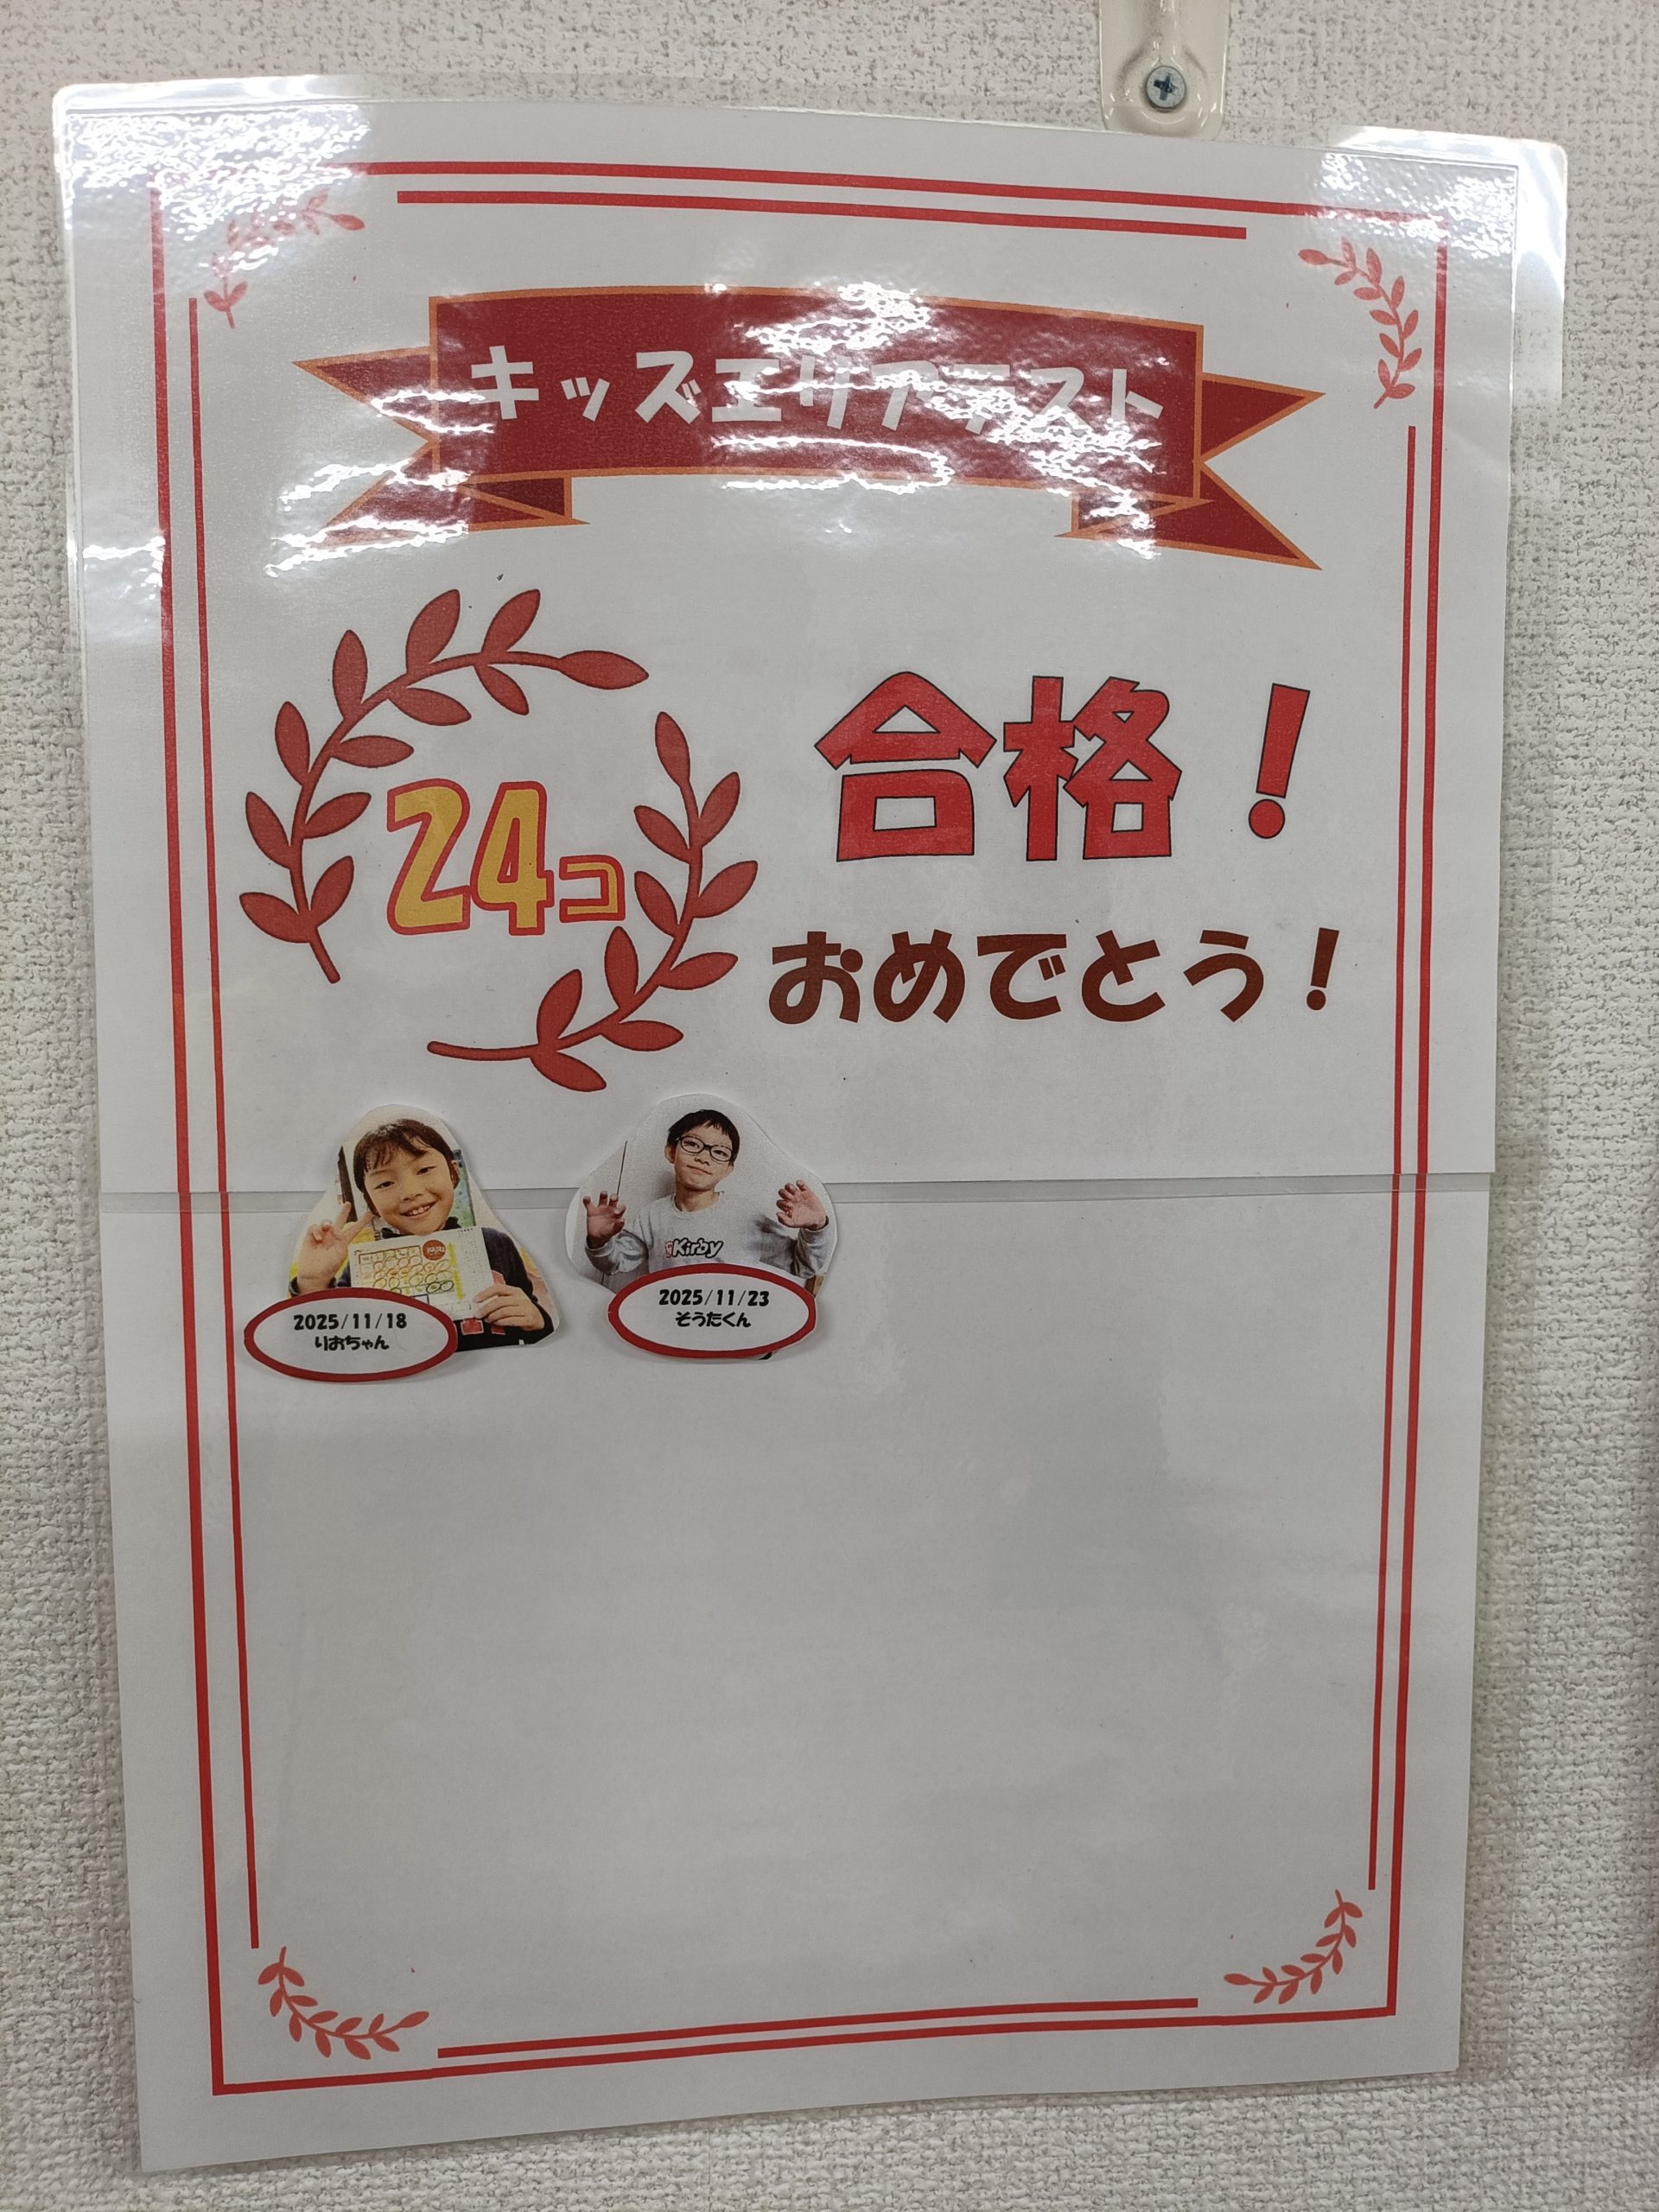 キッズエリアテスト
24コ
合格！
おめでとう！
Kirby
2025/11/18
りおちゃん
2025/11/23
そうたくん